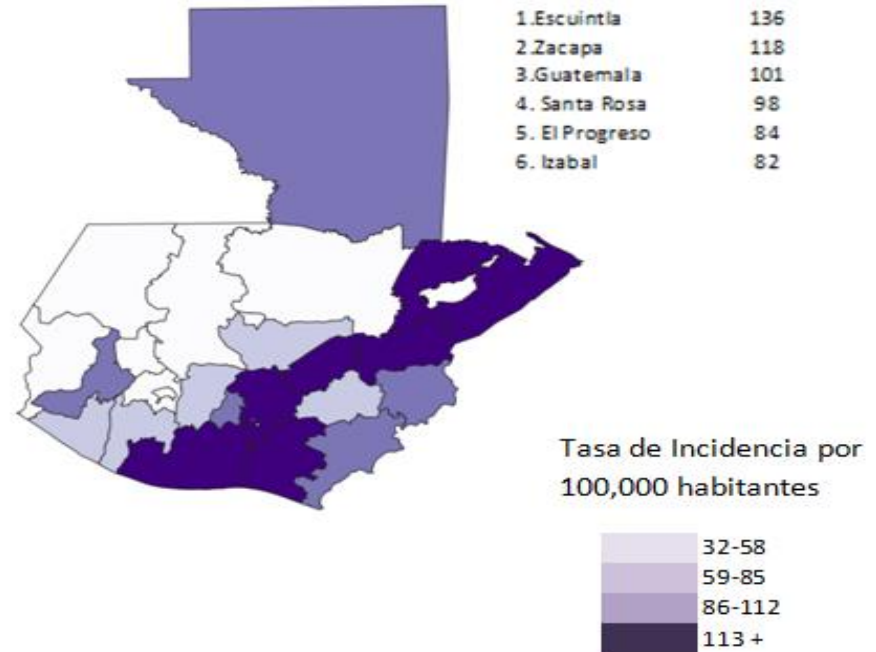 1.Escuintla 136
2.Zacapa 118
3.Guatemala 101
4. Santa Rosa 98
5. El Progreso 84
6. Izabal 82
Tasa de Incidencia por
100,000 habitantes
32-58
59-85
86-112
113 +